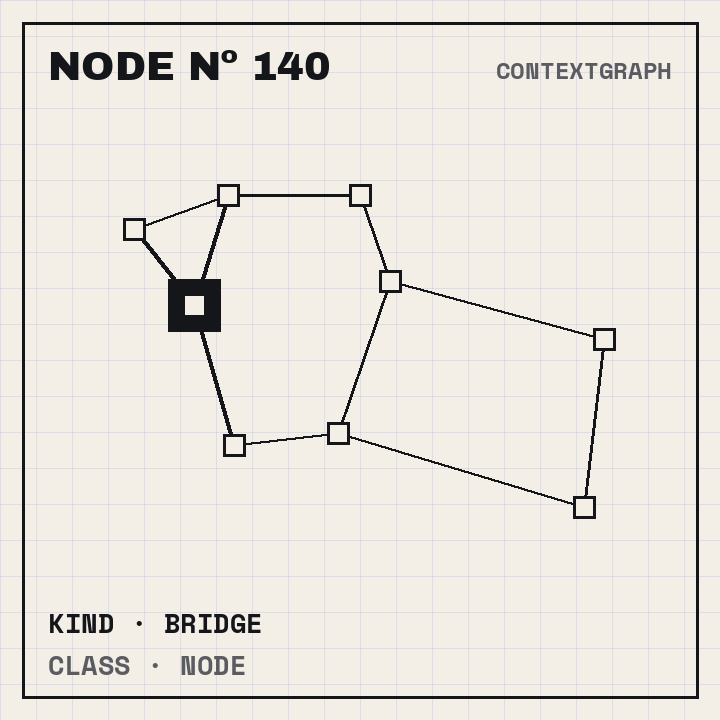 NODE Nº 140
CONTEXTGRAPH
KIND · BRIDGE
CLASS · NODE